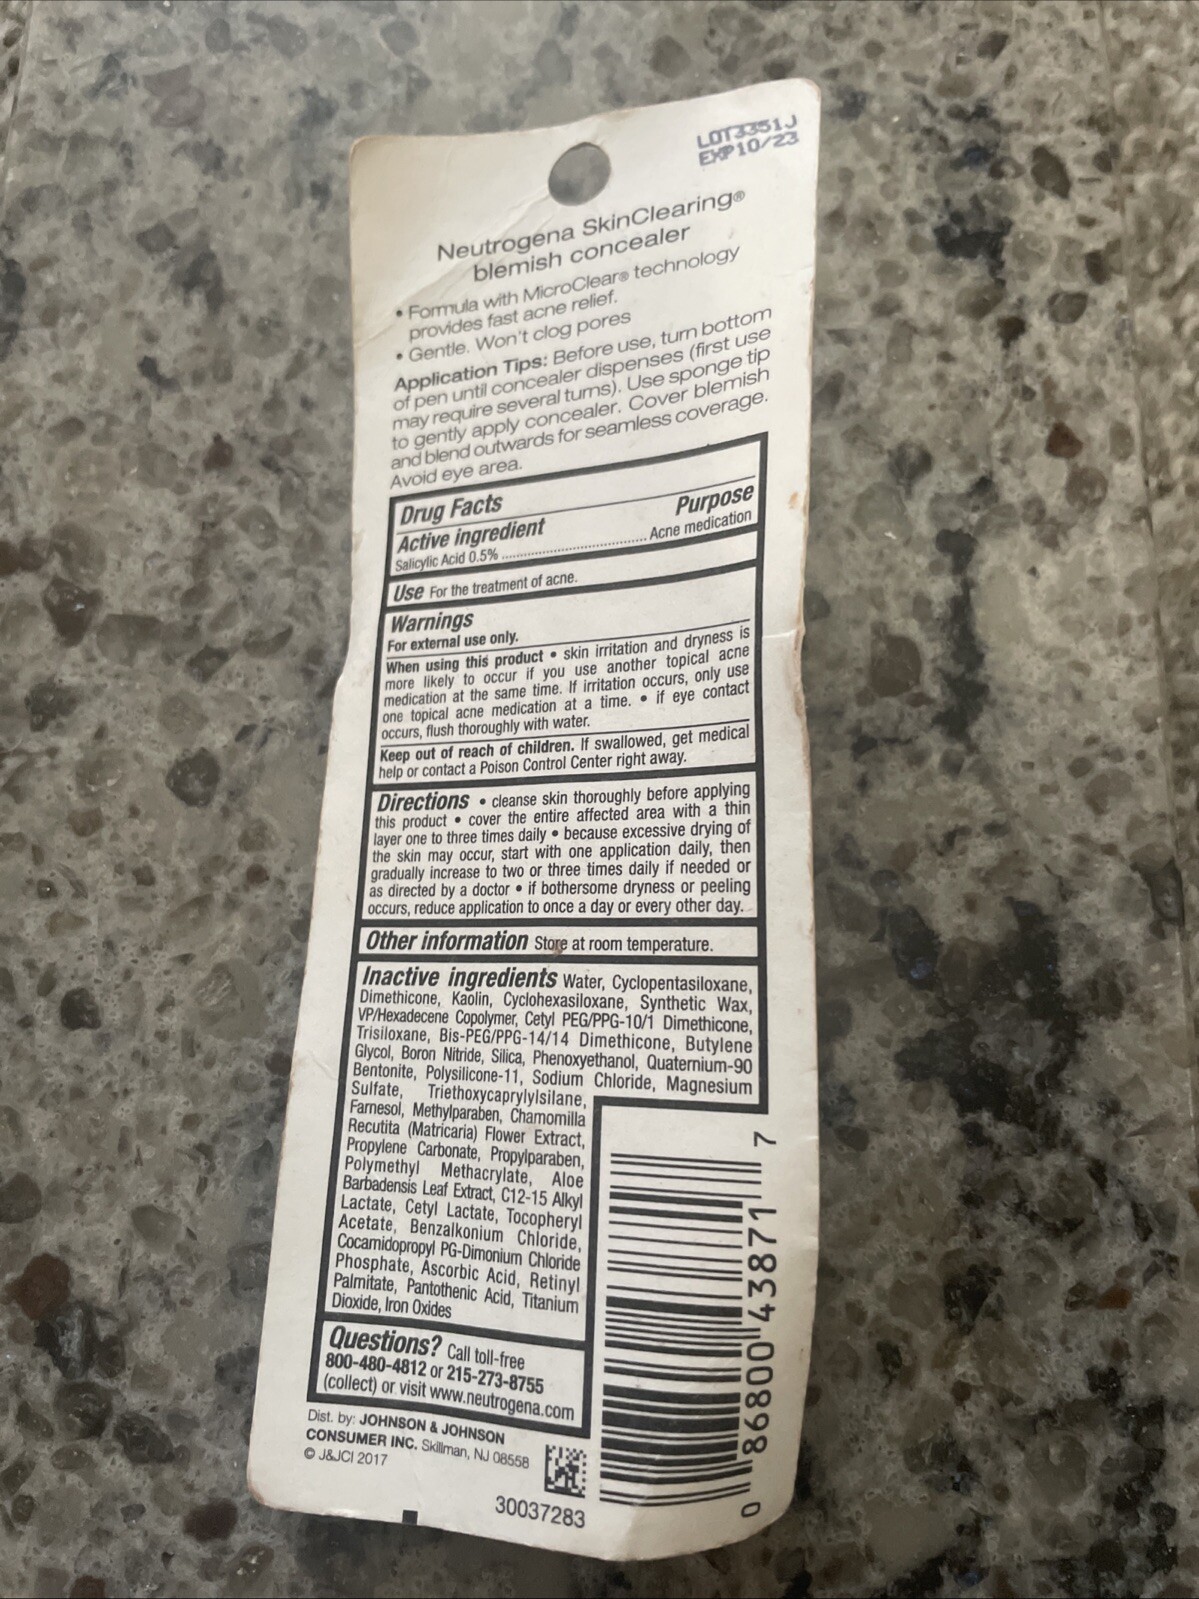 LOT3351J
EXP10/23
Neutrogena SkinClearing®
blemish concealer
• Formula with MicroClear® technology
provides fast acne relief.
• Gentle. Won't clog pores
Application Tips: Before use, turn bottom
of pen until concealer dispenses (first use
may require several turns). Use sponge tip
to gently apply concealer. Cover blemish
and blend outwards for seamless coverage.
Avoid eye area.
Drug Facts
Active ingredient Purpose
Salicylic Acid 0.5% ........................................ Acne medication
Use For the treatment of acne.
Warnings
For external use only.
When using this product • skin irritation and dryness is
more likely to occur if you use another topical acne
medication at the same time. If irritation occurs, only use
one topical acne medication at a time. • if eye contact
occurs, flush thoroughly with water.
Keep out of reach of children. If swallowed, get medical
help or contact a Poison Control Center right away.
Directions • cleanse skin thoroughly before applying
this product • cover the entire affected area with a thin
layer one to three times daily • because excessive drying of
the skin may occur, start with one application daily, then
gradually increase to two or three times daily if needed or
as directed by a doctor • if bothersome dryness or peeling
occurs, reduce application to once a day or every other day.
Other information Store at room temperature.
Inactive ingredients Water, Cyclopentasiloxane,
Dimethicone, Kaolin, Cyclohexasiloxane, Synthetic Wax,
VP/Hexadecene Copolymer, Cetyl PEG/PPG-10/1 Dimethicone,
Trisiloxane, Bis-PEG/PPG-14/14 Dimethicone, Butylene
Glycol, Boron Nitride, Silica, Phenoxyethanol, Quaternium-90
Bentonite, Polysilicone-11, Sodium Chloride, Magnesium
Sulfate, Triethoxycaprylylsilane,
Farnesol, Methylparaben, Chamomilla
Recutita (Matricaria) Flower Extract,
Propylene Carbonate, Propylparaben,
Polymethyl Methacrylate, Aloe
Barbadensis Leaf Extract, C12-15 Alkyl
Lactate, Cetyl Lactate, Tocopheryl
Acetate, Benzalkonium Chloride,
Cocamidopropyl PG-Dimonium Chloride
Phosphate, Ascorbic Acid, Retinyl
Palmitate, Pantothenic Acid, Titanium
Dioxide, Iron Oxides
Questions? Call toll-free
800-480-4812 or 215-273-8755
(collect) or visit www.neutrogena.com
Dist. by: JOHNSON & JOHNSON
CONSUMER INC. Skillman, NJ 08558
© J&JCI 2017
30037283
0 86800 43871 7